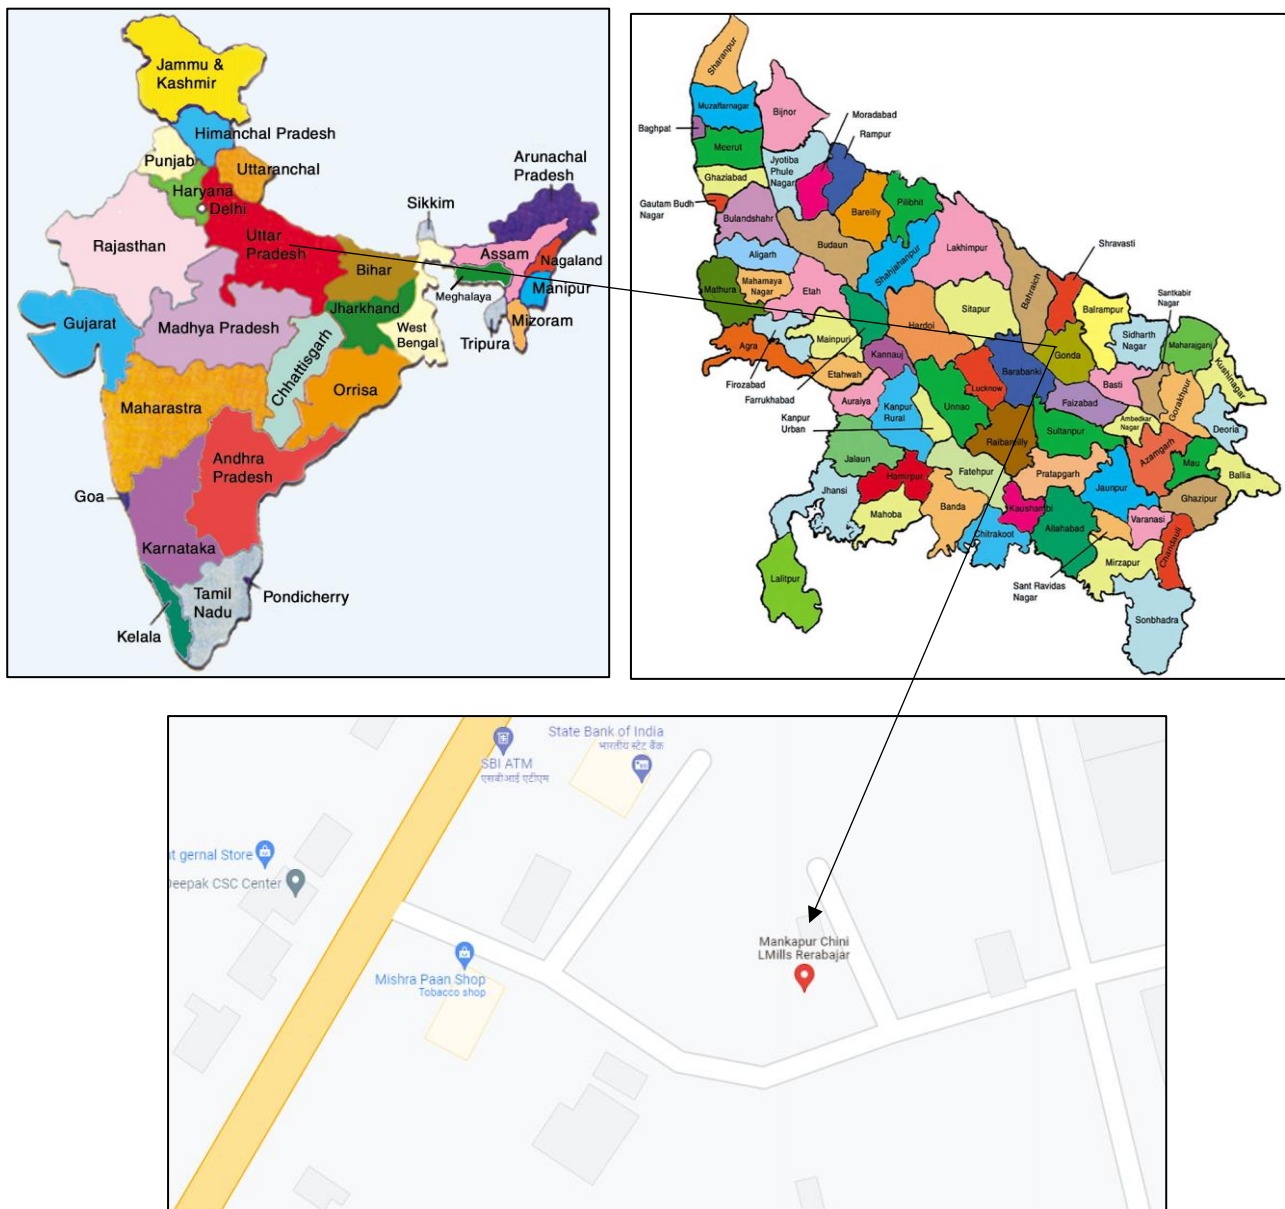 Jammu &
Kashmir
Himanchal Pradesh
Punjab
Uttaranchal
Haryana
Delhi
Arunachal
Pradesh
Sikkim
Rajasthan
Uttar
Pradesh
Bihar
Assam
Nagaland
Meghalaya
Manipur
Jharkhand
Gujarat
Madhya Pradesh
West
Bengal
Mizoram
Tripura
Chhattisgarh
Orrisa
Maharastra
Andhra
Pradesh
Goa
Karnataka
Tamil
Nadu
Pondicherry
Kelala
Sharanpur
Muzaffarnagar
Bijnor
Moradabad
Baghpat
Rampur
Meerut
Jyotiba
Phule
Nagar
Ghaziabad
Gautam Budh
Nagar
Bulandshahr
Bareilly
Pilibhit
Budaun
Lakhimpur
Shravasti
Aligarh
Shahjahanpur
Mathura
Mahamaya
Nagar
Etah
Bahraich
Santkabir
Nagar
Sitapur
Balrampur
Hardoi
Agra
Mainpuri
Sidharth
Nagar
Maharajganj
Kushinagar
Kannauj
Gonda
Firozabad
Etahwah
Farrukhabad
Lucknow
Barabanki
Basti
Gorakhpur
Auraiya
Kanpur
Rural
Unnao
Faizabad
Kanpur
Urban
Ambedkar
Nagar
Deoria
Sultanpur
Raibareilly
Azamgarh
Jalaun
Fatehpur
Pratapgarh
Mau
Ballia
Hamirpur
Jhansi
Jaunpur
Ghazipur
Mahoba
Banda
Kaushambi
Allahabad
Varanasi
Chitrakoot
Chandauli
Mirzapur
Lalitpur
Sant Ravidas
Nagar
Sonbhadra
State Bank of India
भारतीय स्टेट बैंक
SBI ATM
एसबीआई एटीएम
nt gernal Store
Deepak CSC Center
Mankapur Chini
LMills Rerabajar
Mishra Paan Shop
Tobacco shop